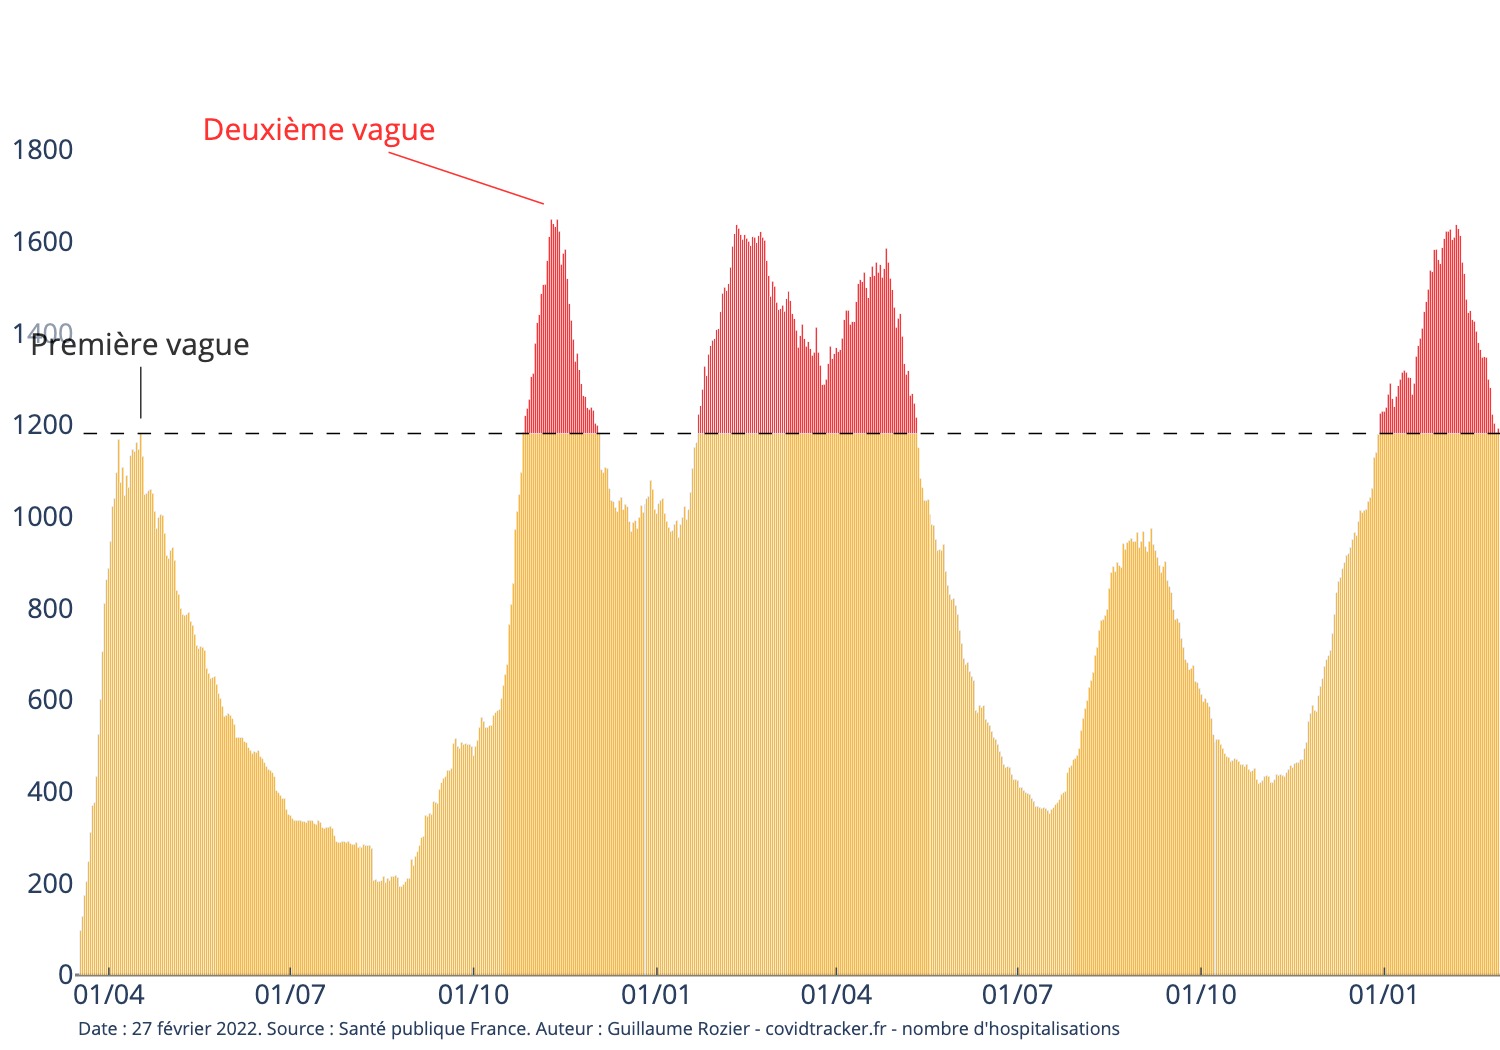 Deuxième vague
1800
1600
1400
Première vague
1200
1000
800
600
400
200
0
01/04 01/07 01/10 01/01 01/04 01/07 01/10 01/01
Date : 27 février 2022. Source : Santé publique France. Auteur : Guillaume Rozier - covidtracker.fr - nombre d'hospitalisations